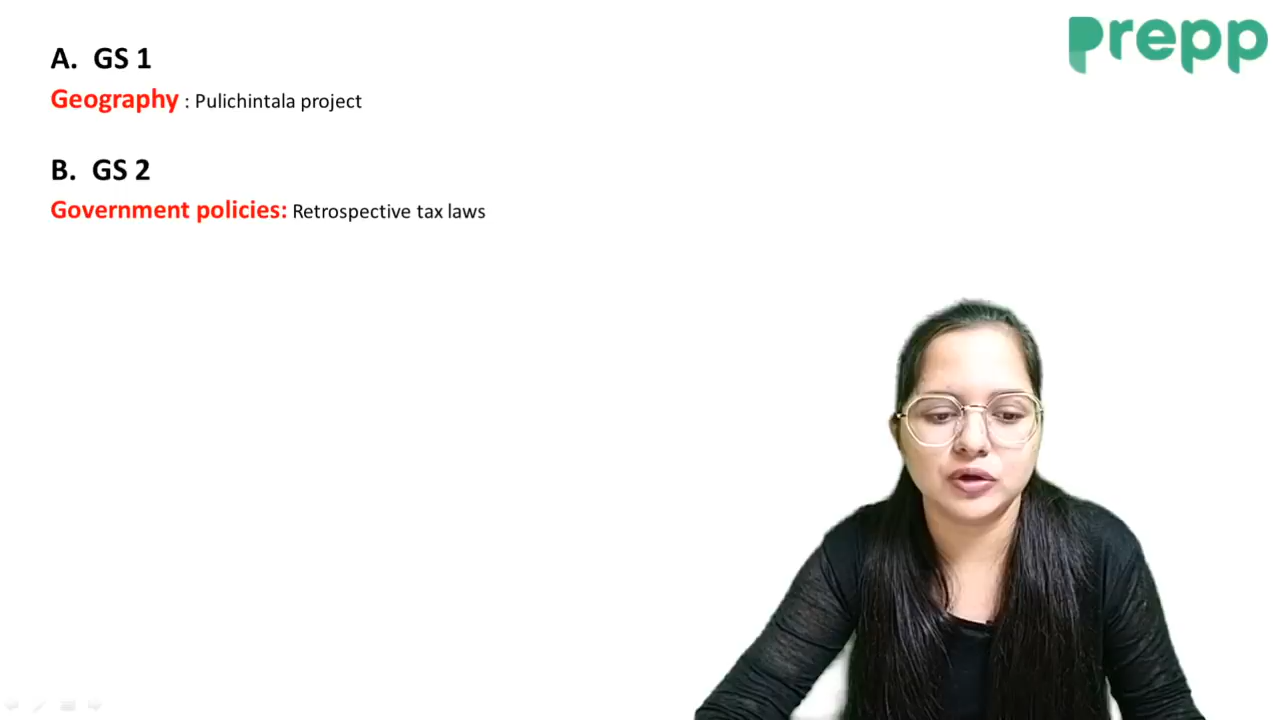 prepp
A. GS 1
Geography : Pulichintala project
B. GS 2
Government policies: Retrospective tax laws